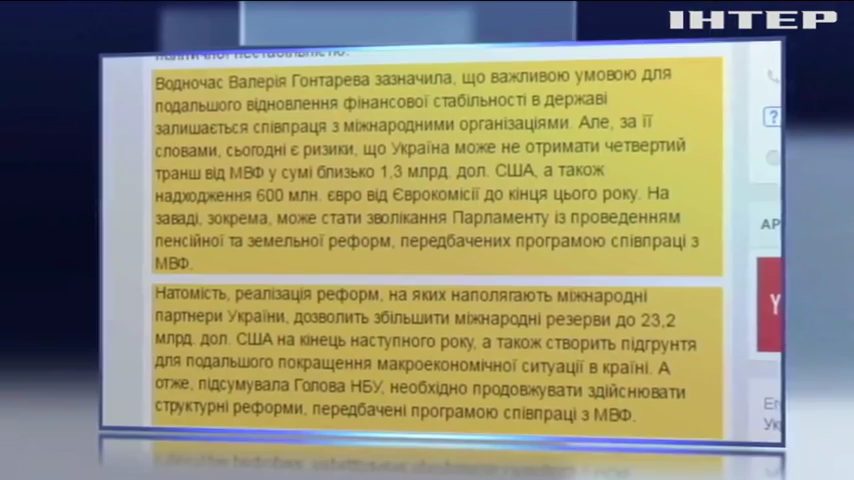 ІНТЕР
політичної нестабільністю.
Водночас Валерія Гонтарева зазначила, що важливою умовою для
подальшого відновлення фінансової стабільності в державі
залишається співпраця з міжнародними організаціями. Але, за її
словами, сьогодні є ризики, що Україна може не отримати четвертий
транш від МВФ у сумі близько 1,3 млрд. дол. США, а також
надходження 600 млн. євро від Єврокомісії до кінця цього року. На
заваді, зокрема, може стати зволікання Парламенту із проведенням
пенсійної та земельної реформ, передбачених програмою співпраці з
МВФ.
Натомість, реалізація реформ, на яких наполягають міжнародні
партнери України, дозволить збільшити міжнародні резерви до 23,2
млрд. дол. США на кінець наступного року, а також створить підґрунтя
для подальшого покращення макроекономічної ситуації в країні. А
отже, підсумувала Голова НБУ, необхідно продовжувати здійснювати
структурні реформи, передбачені програмою співпраці з МВФ.